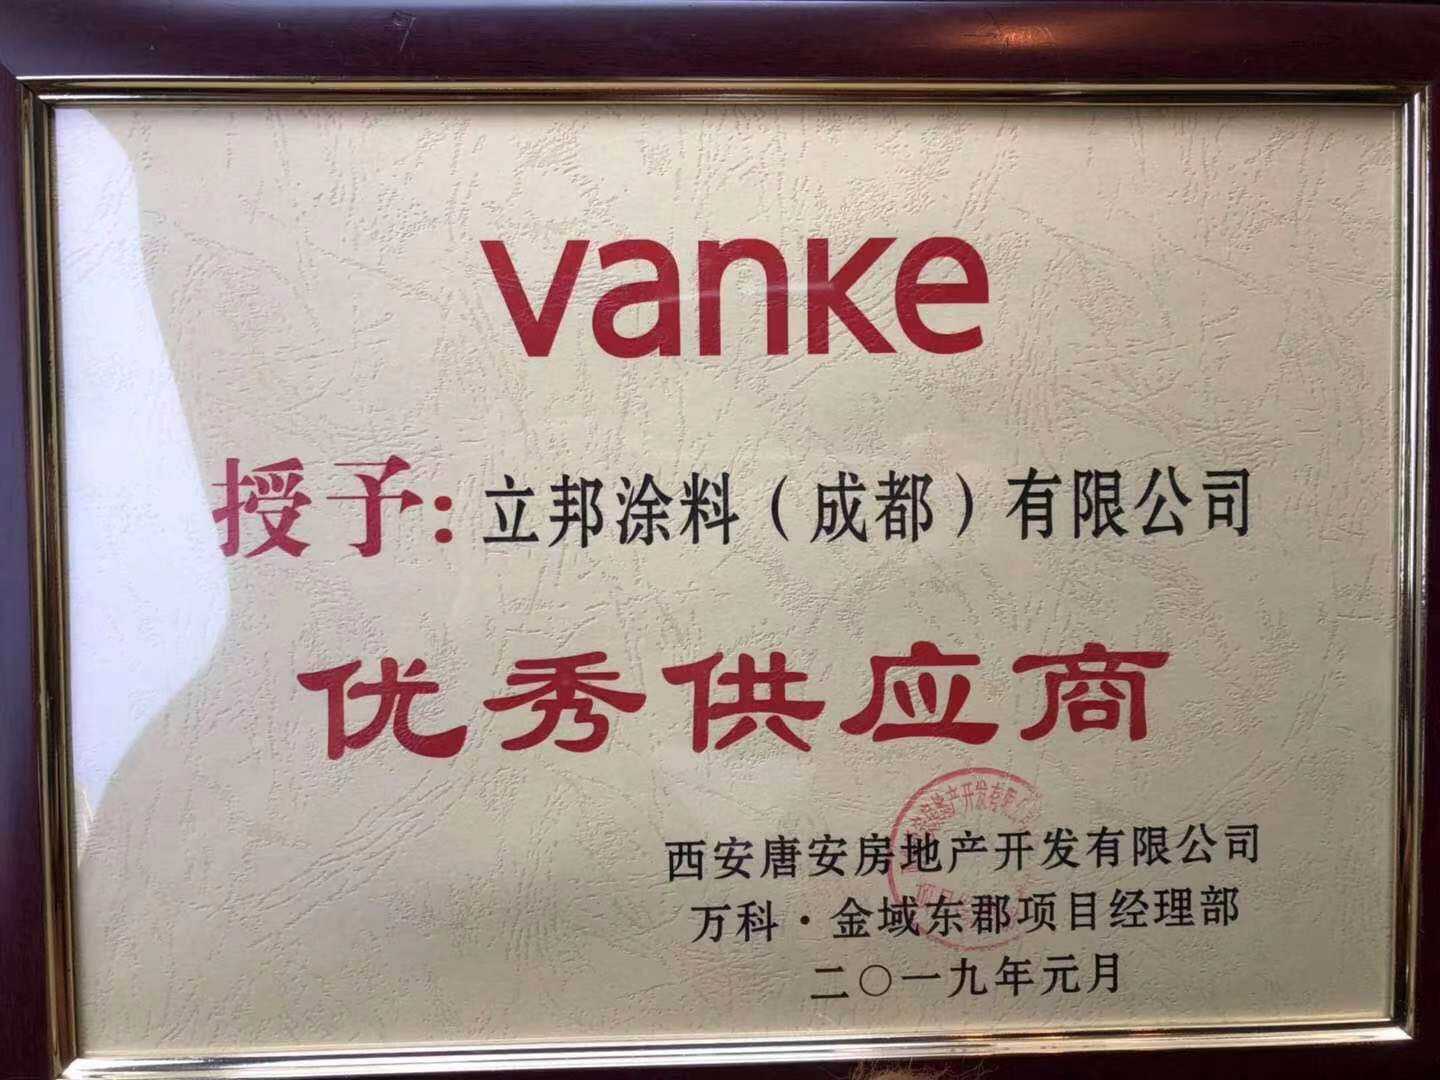 vanke
授予:立邦涂料(成都)有限公司
优秀供应商
西安唐安房地产开发有限公司
万科·金域东郡项目经理部
二〇一九年元月